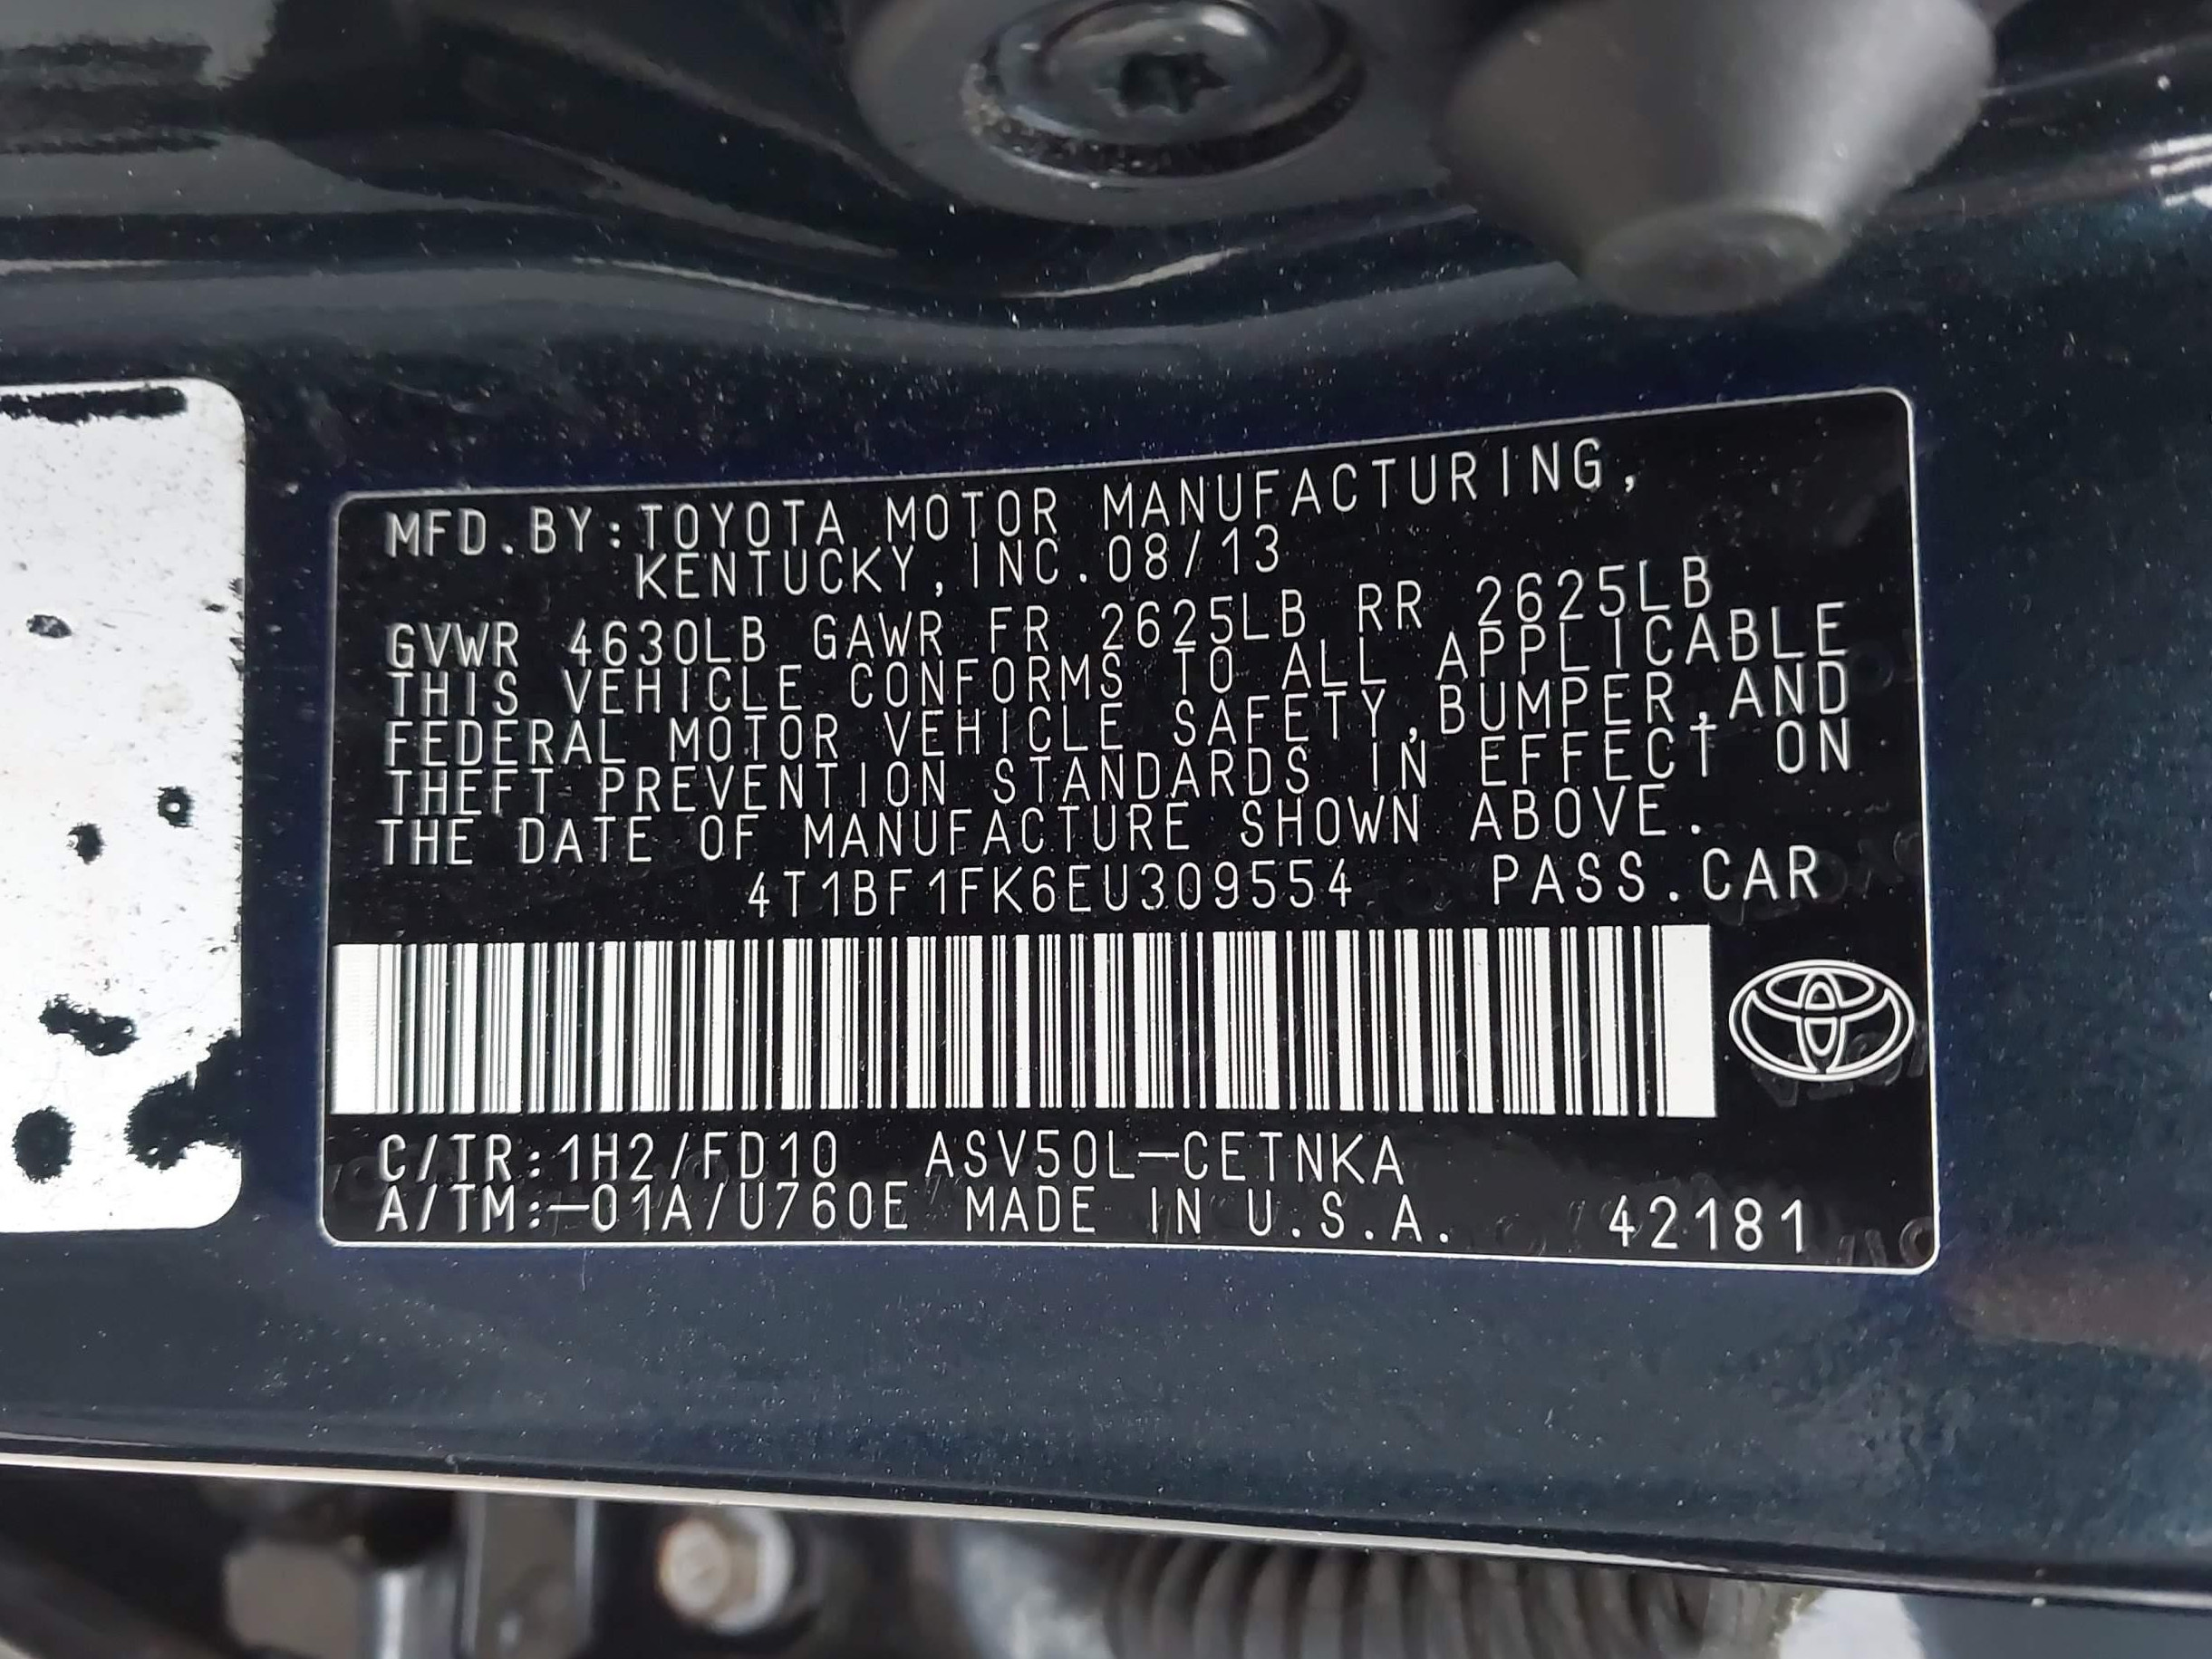 MFD.BY:TOYOTA MOTOR MANUFACTURING,
KENTUCKY,INC.08/13
GVWR 4630LB GAWR FR 2625LB RR 2625LB
THIS VEHICLE CONFORMS TO ALL APPLICABLE
FEDERAL MOTOR VEHICLE SAFETY,BUMPER,AND
THEFT PREVENTION STANDARDS IN EFFECT ON
THE DATE OF MANUFACTURE SHOWN ABOVE.
4T1BF1FK6EU309554 PASS.CAR
C/TR:1H2/FD10 ASV50L-CETNKA
A/TM:-01A/U760E MADE IN U.S.A. 42181